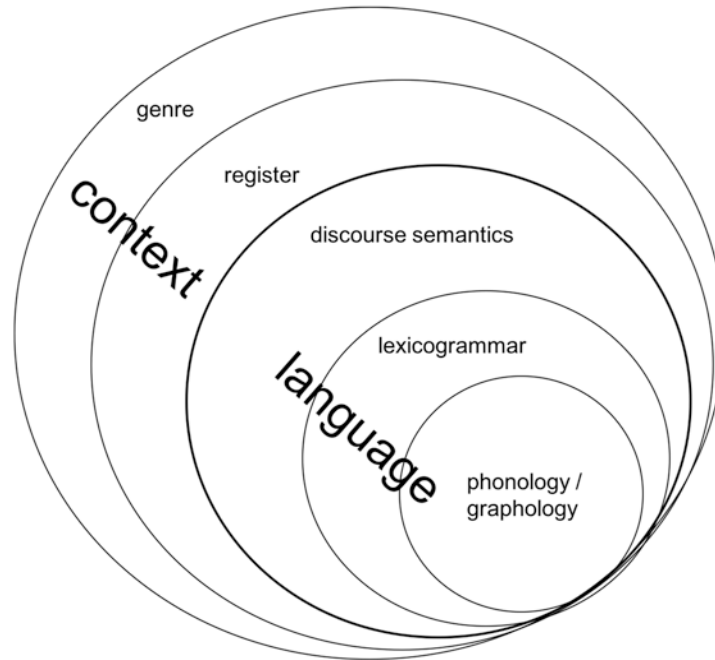 genre
register
context
discourse semantics
lexicogrammar
language
phonology /
graphology